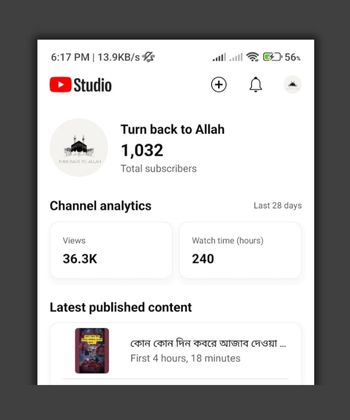 6:17 PM | 13.9KB/s
56%
Studio
Turn back to Allah
1,032
Total subscribers
TURN BACK TO ALLAH
Channel analytics
Last 28 days
Views
36.3K
Watch time (hours)
240
Latest published content
কোন কোন দিন কবরে আজাব দেওয়া ...
First 4 hours, 18 minutes